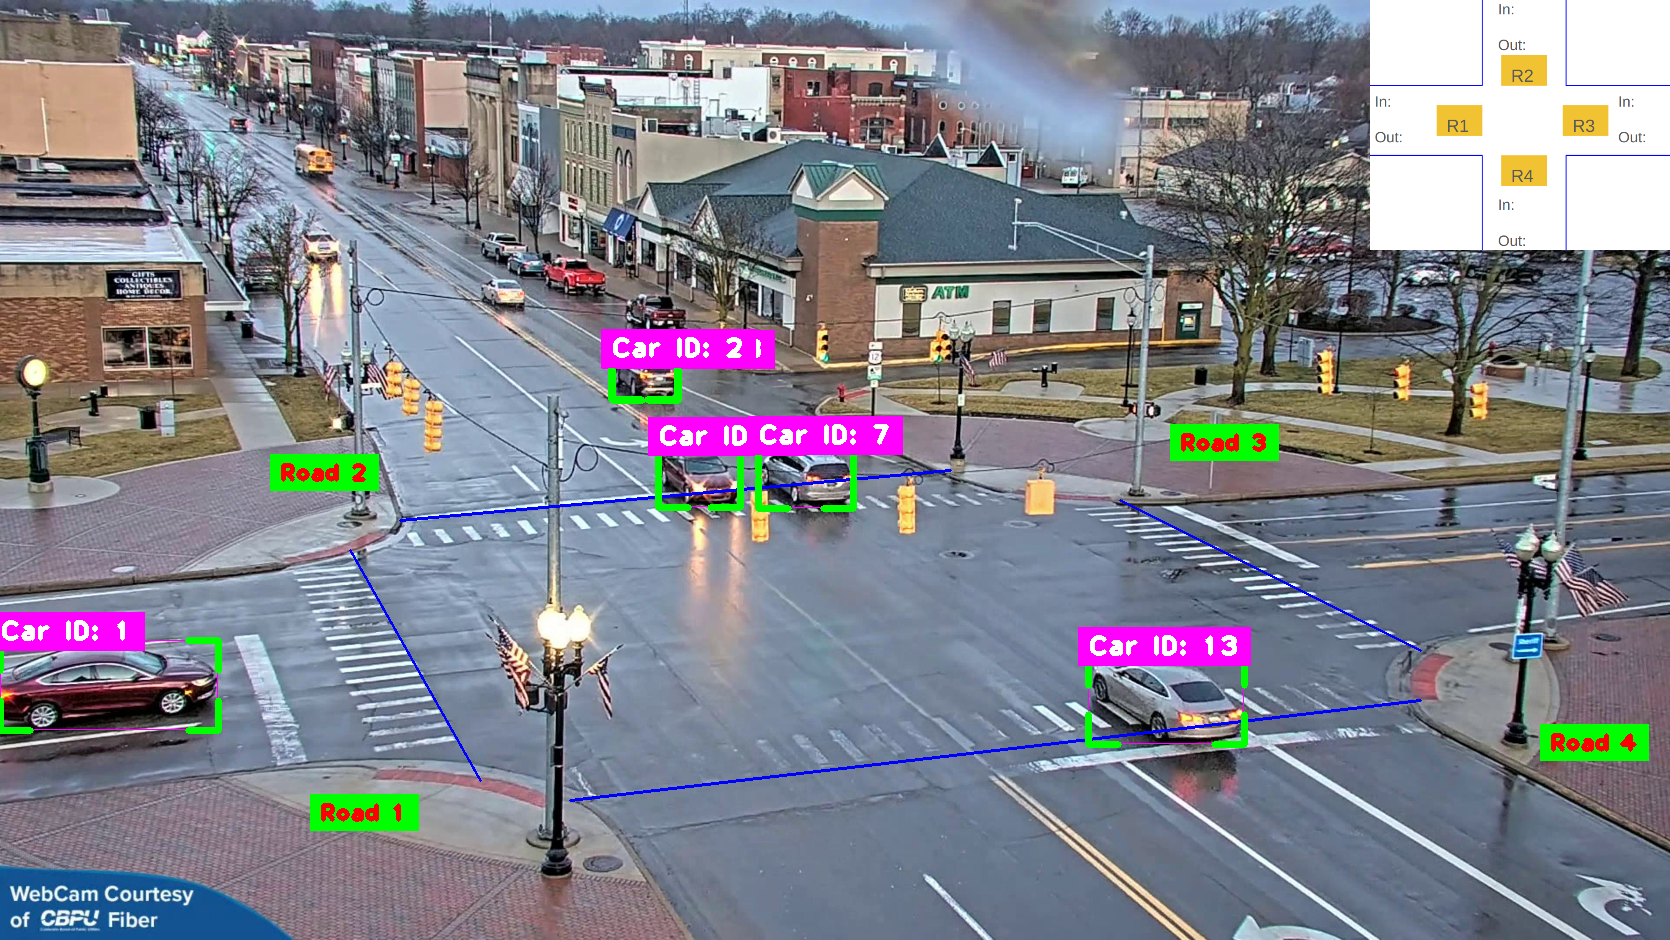 In:
Out:
R2
In:
Out:
R1
R3
In:
Out:
R4
In:
Out:
GIFTS
COLLECTIBLES
ANTIQUES
HOME DECOR
ATM
12
Car ID: 2
Car ID
Car ID: 7
Road 3
Road 2
Car ID: 1
Car ID: 13
Road 4
Road 1
WebCam Courtesy
of CBPU Fiber